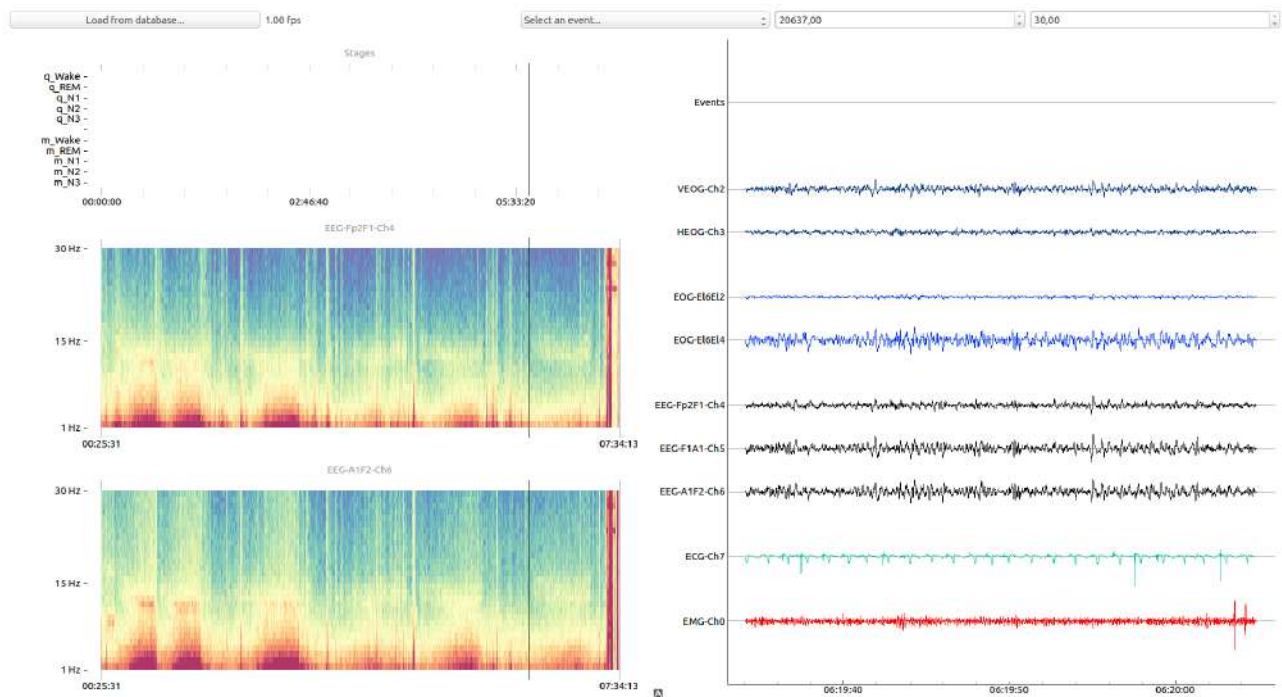 Load from database...
1.00 fps
Select an event...
20637,00
30,00
Stages
q_Wake
q_REM
q_N1
q_N2
q_N3
m_Wake
m_REM
m_N1
m_N2
m_N3
00:00:00
02:46:40
05:33:20
EEG-Fp2F1-Ch4
30 Hz
15 Hz
1 Hz
00:25:31
07:34:13
EEG-A1F2-Ch6
30 Hz
15 Hz
1 Hz
00:25:31
07:34:13
Events
VEOG-Ch2
HEOG-Ch3
EOG-El6El2
EOG-El6El4
EEG-Fp2F1-Ch4
EEG-F1A1-Ch5
EEG-A1F2-Ch6
ECG-Ch7
EMG-Ch0
A
06:19:40
06:19:50
06:20:00